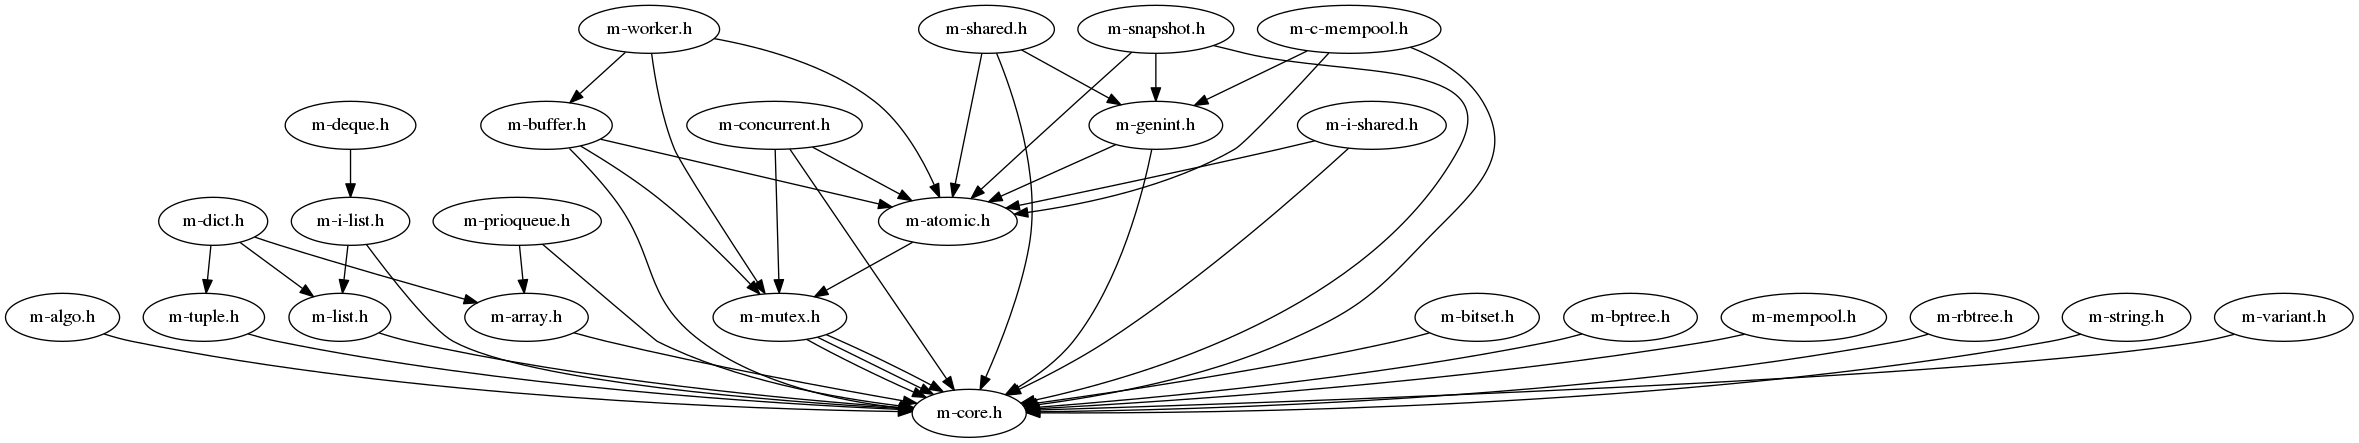 m-worker.h
m-shared.h
m-snapshot.h
m-c-mempool.h
m-deque.h
m-buffer.h
m-concurrent.h
m-genint.h
m-i-shared.h
m-dict.h
m-i-list.h
m-prioqueue.h
m-atomic.h
m-algo.h
m-tuple.h
m-list.h
m-array.h
m-mutex.h
m-bitset.h
m-bptree.h
m-mempool.h
m-rbtree.h
m-string.h
m-variant.h
m-core.h